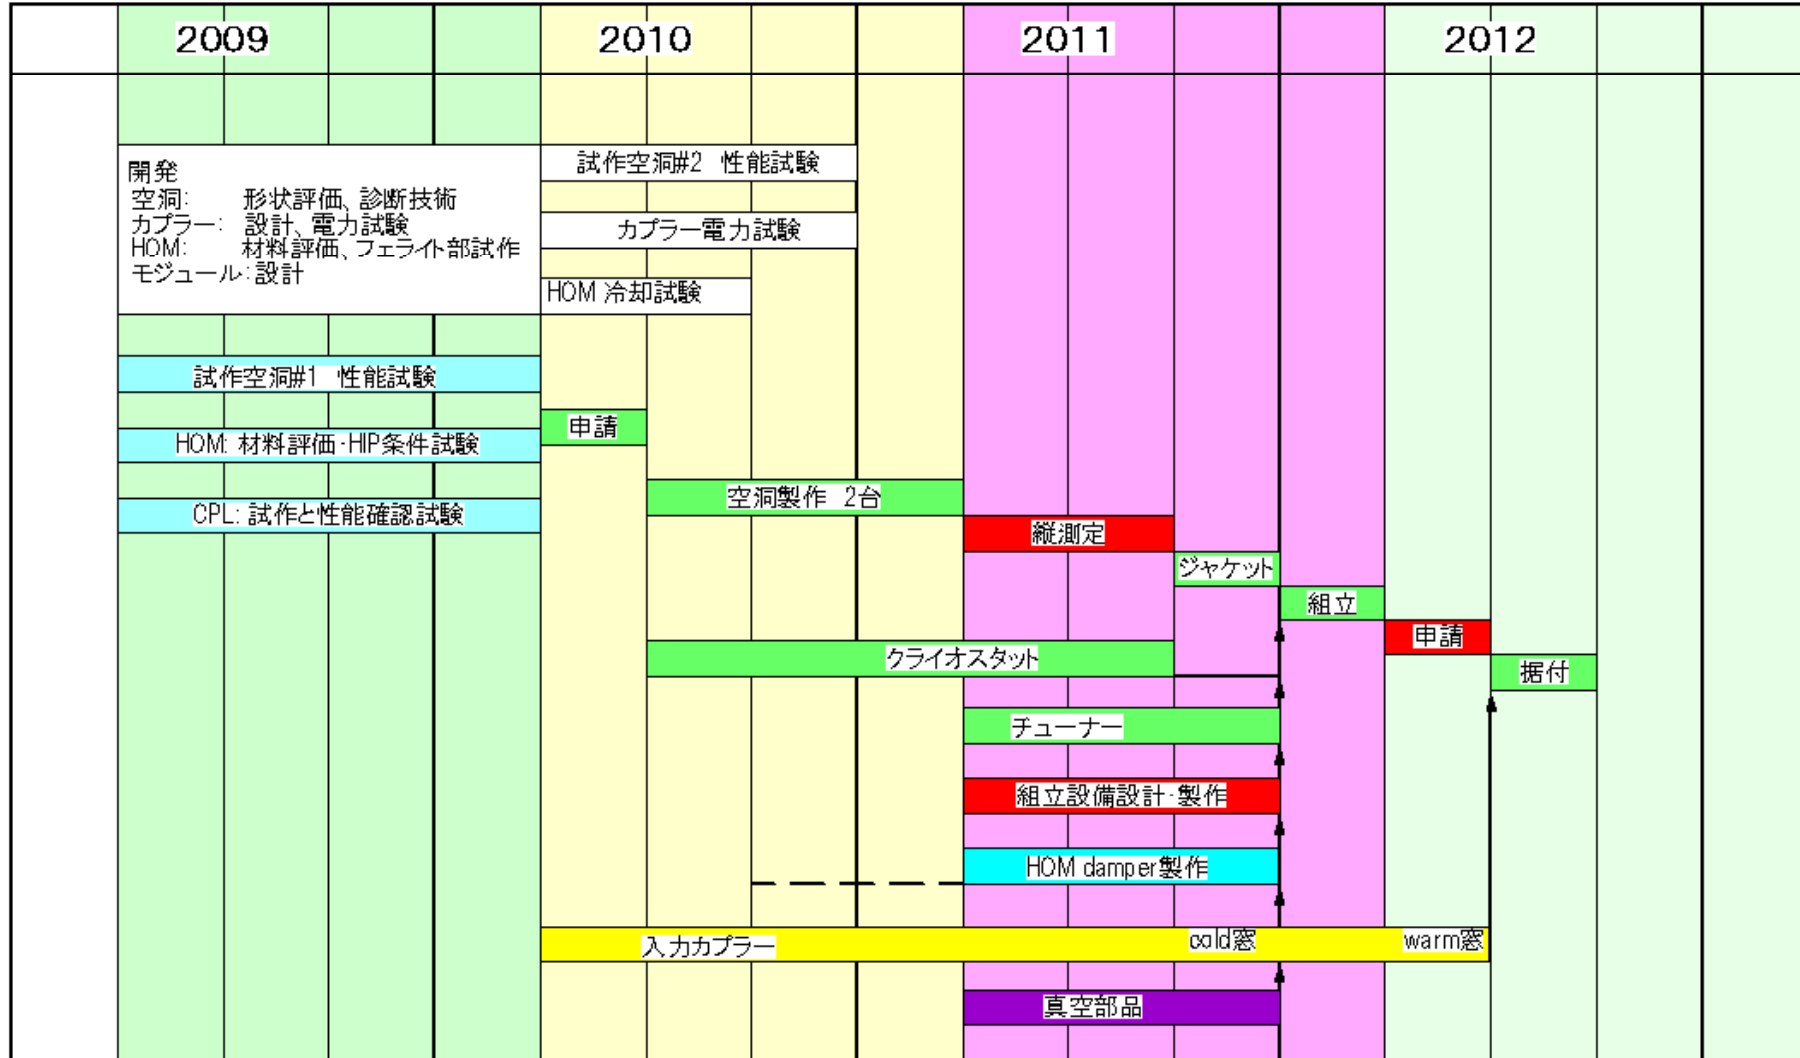 2009
2010
2011
2012
開発
空洞: 形状評価、診断技術
カプラー: 設計、電力試験
HOM: 材料評価、フェライト部試作
モジュール:設計
試作空洞#2 性能試験
カプラー電力試験
HOM 冷却試験
試作空洞#1 性能試験
申請
HOM: 材料評価・HIP条件試験
空洞製作 2台
CPL: 試作と性能確認試験
縦測定
ジャケット
組立
申請
クライオスタット
据付
チューナー
組立設備設計・製作
HOM damper製作
入力カプラー
cold窓
warm窓
真空部品